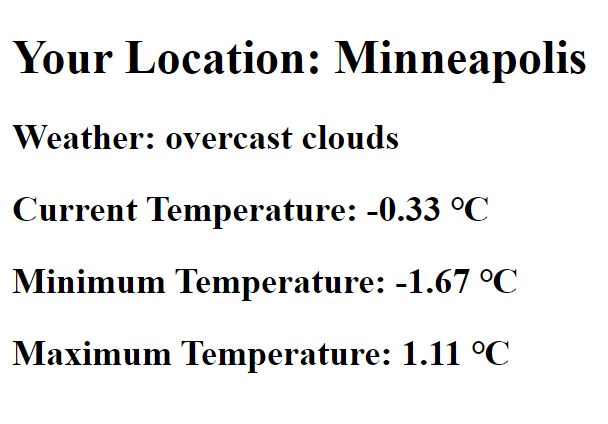 Your Location: Minneapolis
Weather: overcast clouds
Current Temperature: -0.33 ℃
Minimum Temperature: -1.67 ℃
Maximum Temperature: 1.11 ℃